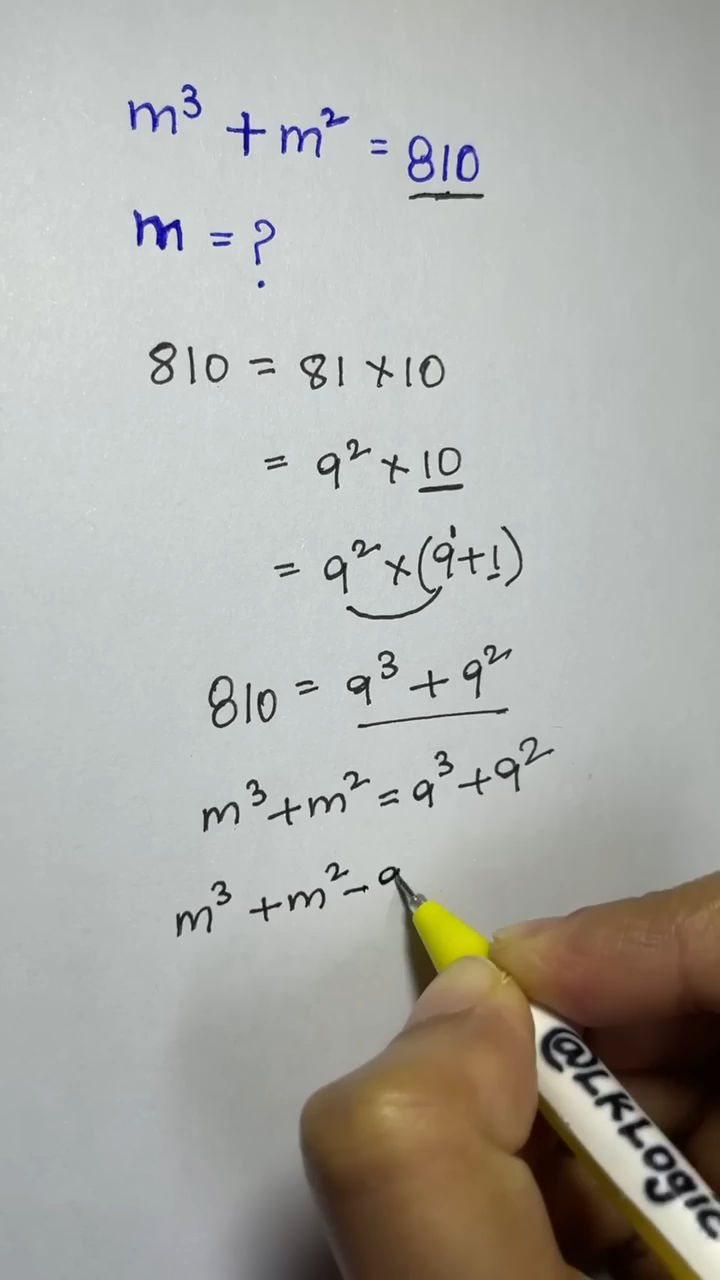 m³ + m² = 810
m = ?
810 = 81 × 10
= 9² × 10
= 9² × (9¹+1)
810 = 9³ + 9²
m³ + m² = 9³ + 9²
m³ + m² - 9
@LKLogic